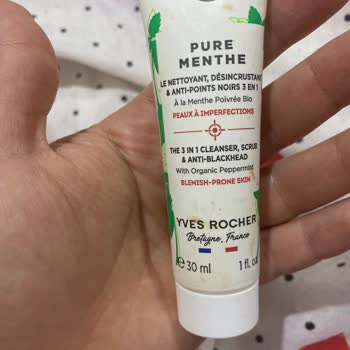 PURE
MENTHE
LE NETTOYANT, DÉSINCRUSTANT
& ANTI-POINTS NOIRS 3 EN 1
À la Menthe Poivrée Bio
PEAUX À IMPERFECTIONS
THE 3 IN 1 CLEANSER, SCRUB
& ANTI-BLACKHEAD
With Organic Peppermint
BLEMISH-PRONE SKIN
YVES ROCHER
Bretagne, France
℮ 30 ml 1 fl. oz